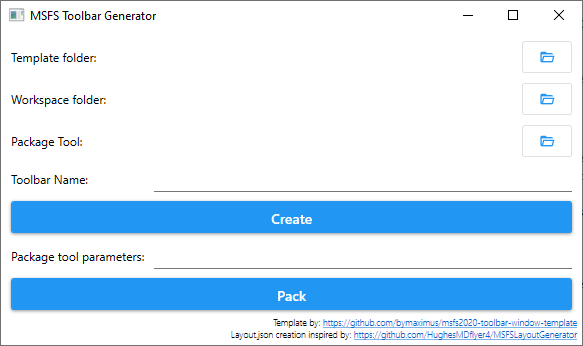 MSFS Toolbar Generator
Template folder:
Workspace folder:
Package Tool:
Toolbar Name:
Create
Package tool parameters:
Pack
Template by: https://github.com/bymaximus/msfs2020-toolbar-window-template
Layout.json creation inspired by: https://github.com/HughesMDflyer4/MSFSLayoutGenerator